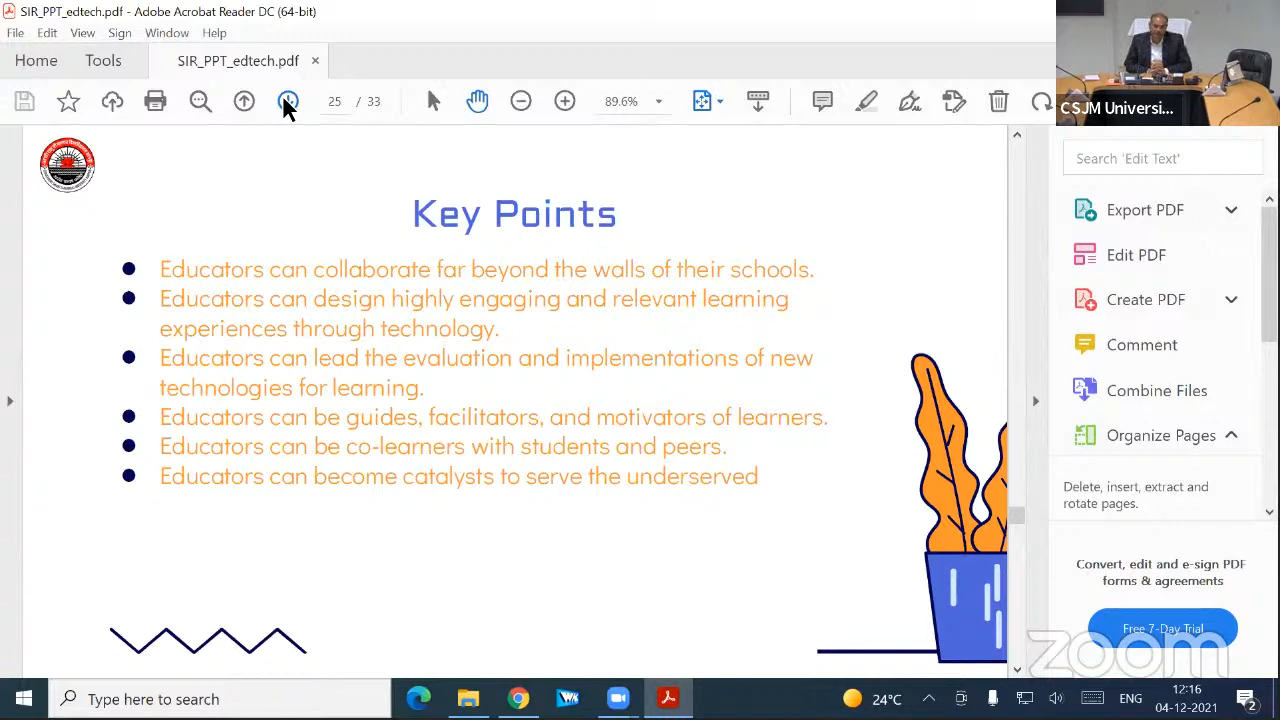 SIR_PPT_edtech.pdf - Adobe Acrobat Reader DC (64-bit)
File Edit View Sign Window Help
Home Tools SIR_PPT_edtech.pdf ×
25 / 33 89.6%
CSJM Universi...
Search 'Edit Text'
Key Points
Educators can collaborate far beyond the walls of their schools.
Educators can design highly engaging and relevant learning
experiences through technology.
Educators can lead the evaluation and implementations of new
technologies for learning.
Educators can be guides, facilitators, and motivators of learners.
Educators can be co-learners with students and peers.
Educators can become catalysts to serve the underserved
Export PDF
Edit PDF
Create PDF
Comment
Combine Files
Organize Pages
Delete, insert, extract and
rotate pages.
Convert, edit and e-sign PDF
forms & agreements
Free 7-Day Trial
zoom
Type here to search
24°C
ENG
12:16
04-12-2021
2